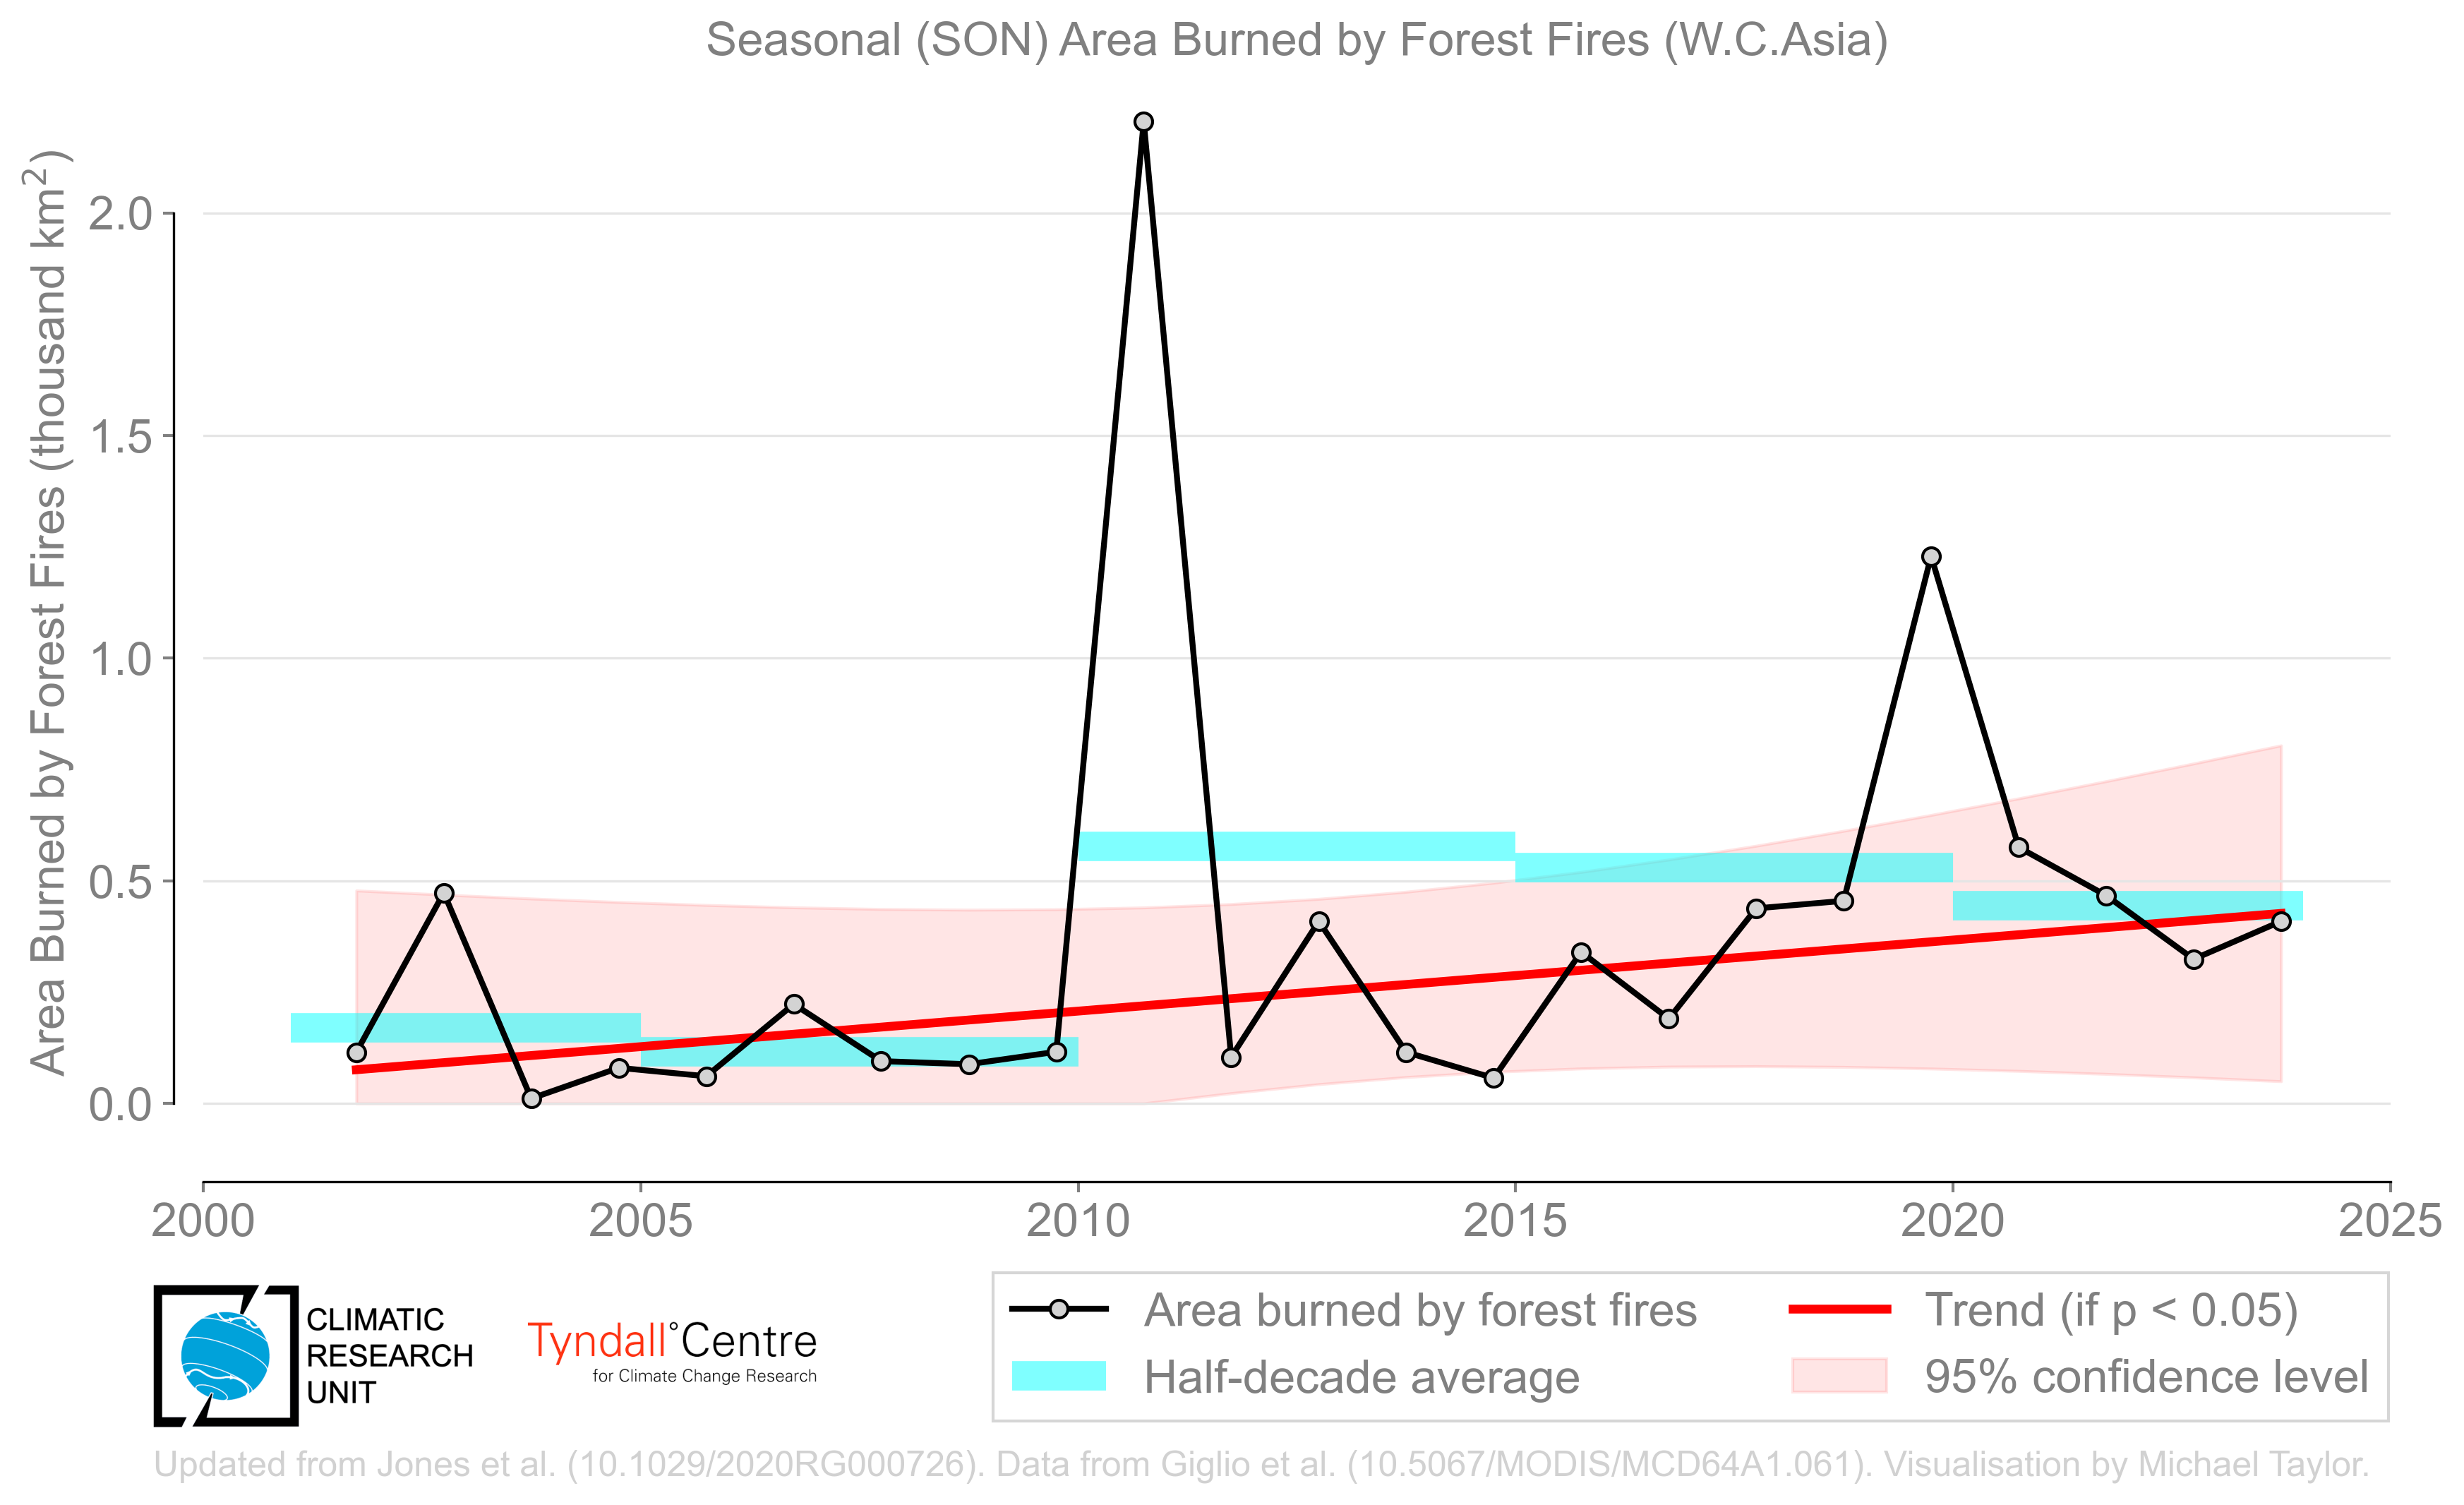 Seasonal (SON) Area Burned by Forest Fires (W.C.Asia)
Area Burned by Forest Fires (thousand km²)
2.0
1.5
1.0
0.5
0.0
2000 2005 2010 2015 2020 2025
CLIMATIC
RESEARCH
UNIT
Tyndall°Centre
for Climate Change Research
Area burned by forest fires
Half-decade average
Trend (if p < 0.05)
95% confidence level
Updated from Jones et al. (10.1029/2020RG000726). Data from Giglio et al. (10.5067/MODIS/MCD64A1.061). Visualisation by Michael Taylor.